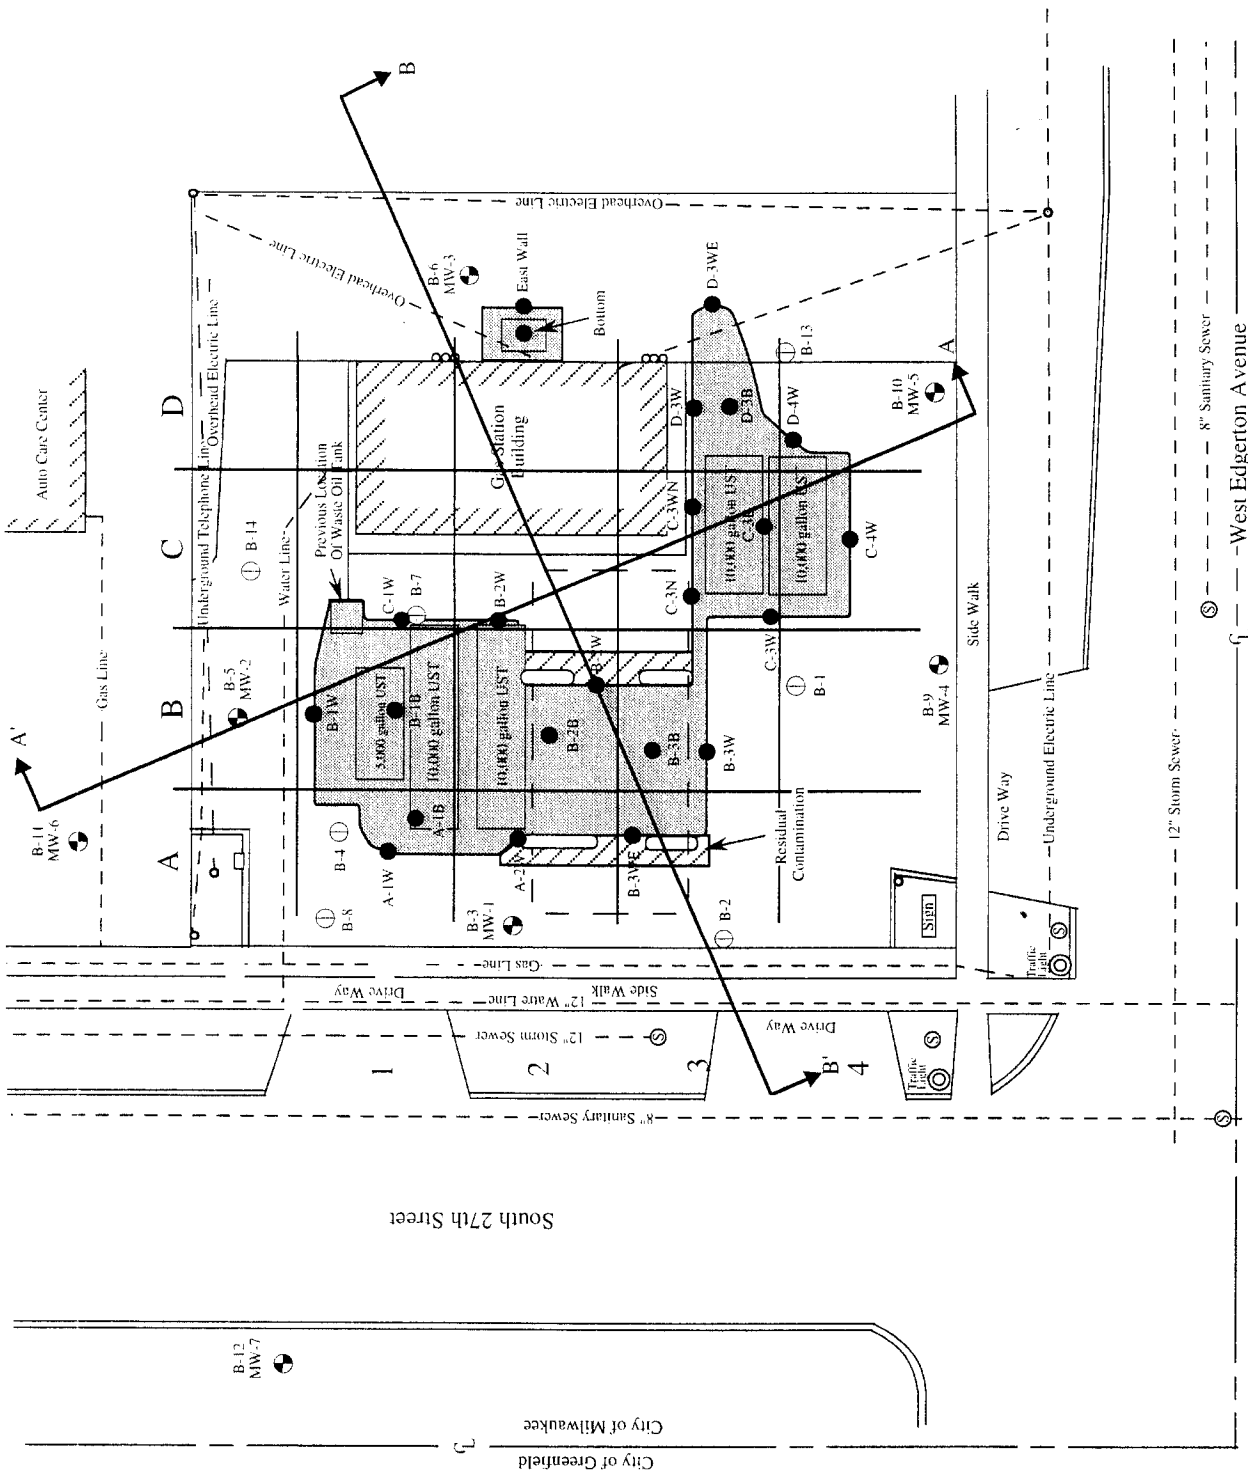 Auto Care Center
Gas Line
Underground Telephone Line
Overhead Electric Line
Water Line
Previous Location
Of Waste Oil Tank
A'
A
B-11
MW-6
B-5
MW-2
B-14
A
B
C
D
B
Overhead Electric Line
Overhead Electric Line
B-6
MW-3
East Wall
Bottom
Gas Station
Building
B-8
B-4
A-1W
A-1B
B-1W
B-1B
C-1W
B-7
B-2W
5,000 gallon UST
10,000 gallon UST
10,000 gallon UST
A-2W
B-2B
B-3
MW-1
B-3WE
B-3B
B-3W
C-3N
C-3WN
D-3W
D-3B
D-3WE
D-4W
B-13
10,000 gallon UST
C-3B
10,000 gallon UST
C-3W
C-4W
Residual
Contamination
B-2
B-1
B-9
MW-4
B-10
MW-5
Sign
Side Walk
Drive Way
Underground Electric Line
12" Storm Sewer
8" Sanitary Sewer
West Edgerton Avenue
Gas Line
Side Walk
Drive Way
12" Watre Line
12" Storm Sewer
Drive Way
1
2
3
4
B'
Traffic
Light
Traffic
Light
S
S
S
S
S
8" Sanitary Sewer
South 27th Street
B-12
MW-7
City of Milwaukee
City of Greenfield